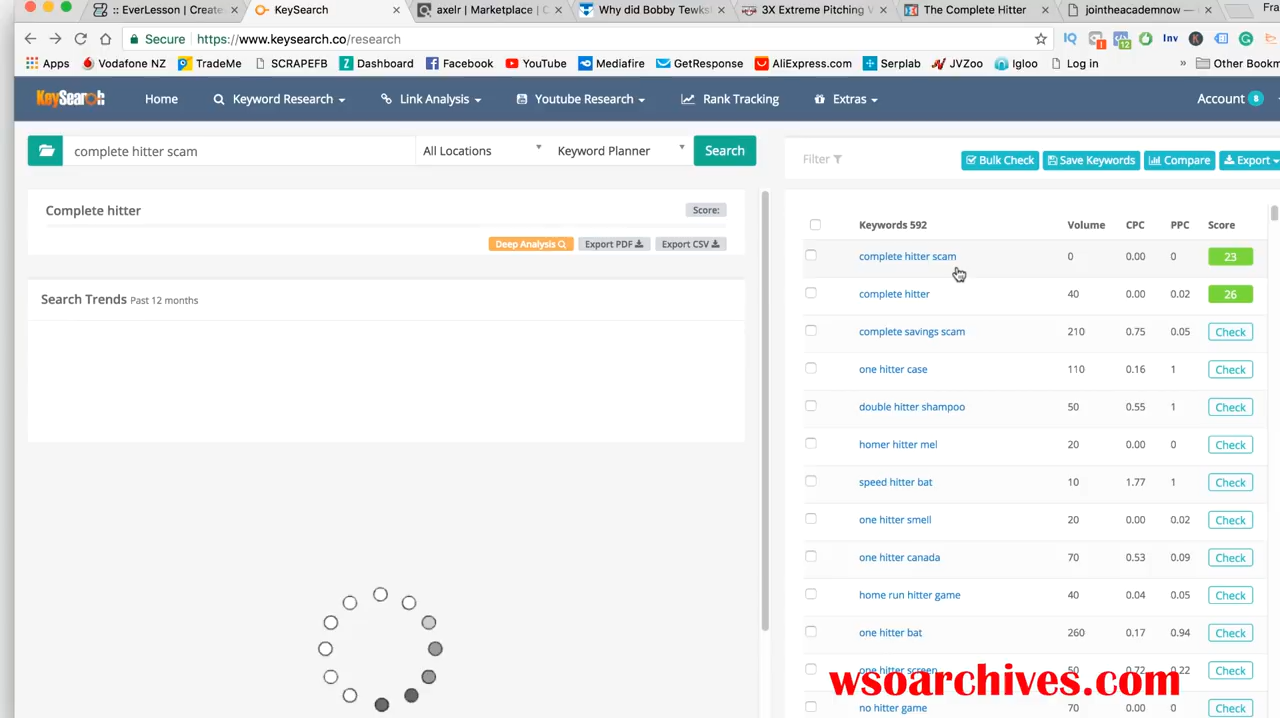 :: EverLesson | Create
KeySearch
axelr | Marketplace | C
Why did Bobby Tewks
3X Extreme Pitching V
The Complete Hitter
jointheacademnow —
Fra
Secure https://www.keysearch.co/research
Apps Vodafone NZ TradeMe SCRAPEFB Dashboard Facebook YouTube Mediafire GetResponse AliExpress.com Serplab JVZoo Igloo Log in » Other Bookm
KeySearch Home Keyword Research Link Analysis Youtube Research Rank Tracking Extras Account 8
complete hitter scam All Locations Keyword Planner Search
Filter Bulk Check Save Keywords Compare Export
Complete hitter Score:
Deep Analysis Export PDF Export CSV
Search Trends Past 12 months
Keywords 592 Volume CPC PPC Score
complete hitter scam 0 0.00 0 23
complete hitter 40 0.00 0.02 26
complete savings scam 210 0.75 0.05 Check
one hitter case 110 0.16 1 Check
double hitter shampoo 50 0.55 1 Check
homer hitter mel 20 0.00 0 Check
speed hitter bat 10 1.77 1 Check
one hitter smell 20 0.00 0.02 Check
one hitter canada 70 0.53 0.09 Check
home run hitter game 40 0.04 0.05 Check
one hitter bat 260 0.17 0.94 Check
one hitter screen 50 0.72 0.22 Check
no hitter game 70 0.00 0 Check
wsoarchives.com